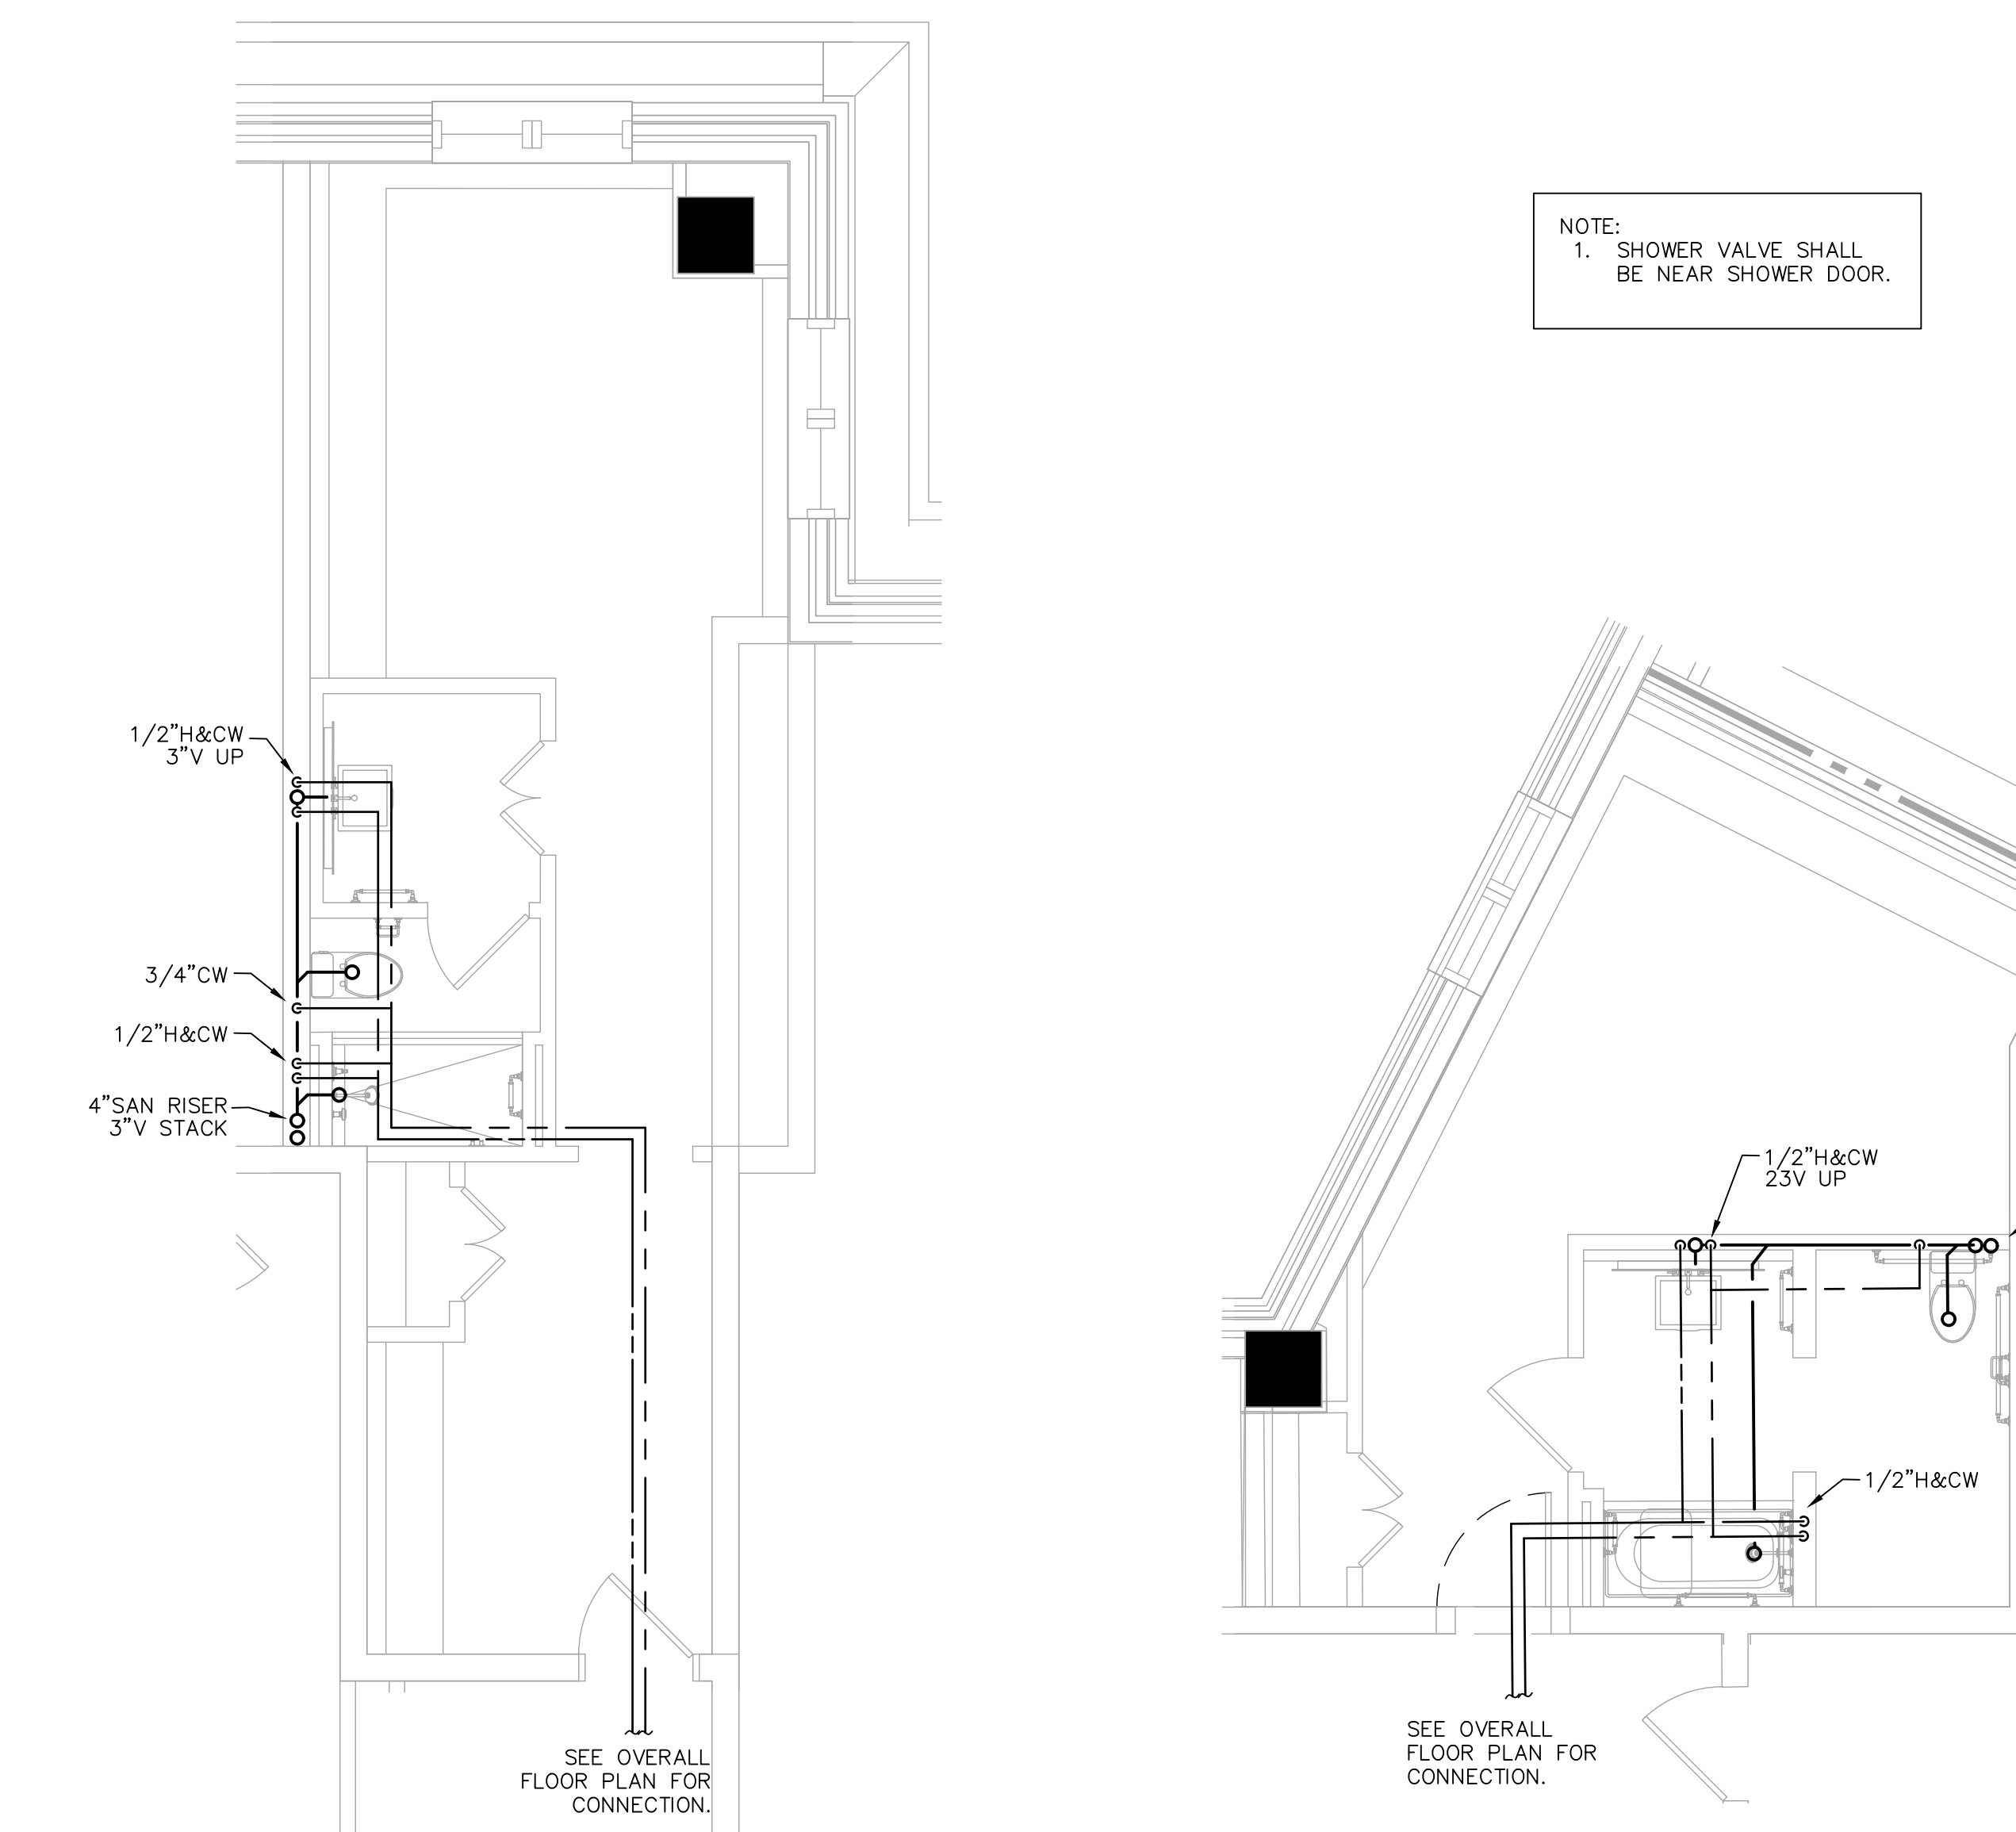 NOTE:
1. SHOWER VALVE SHALL
BE NEAR SHOWER DOOR.
1/2"H&CW
3"V UP
3/4"CW
1/2"H&CW
4"SAN RISER
3"V STACK
SEE OVERALL
FLOOR PLAN FOR
CONNECTION.
1/2"H&CW
23V UP
1/2"H&CW
SEE OVERALL
FLOOR PLAN FOR
CONNECTION.